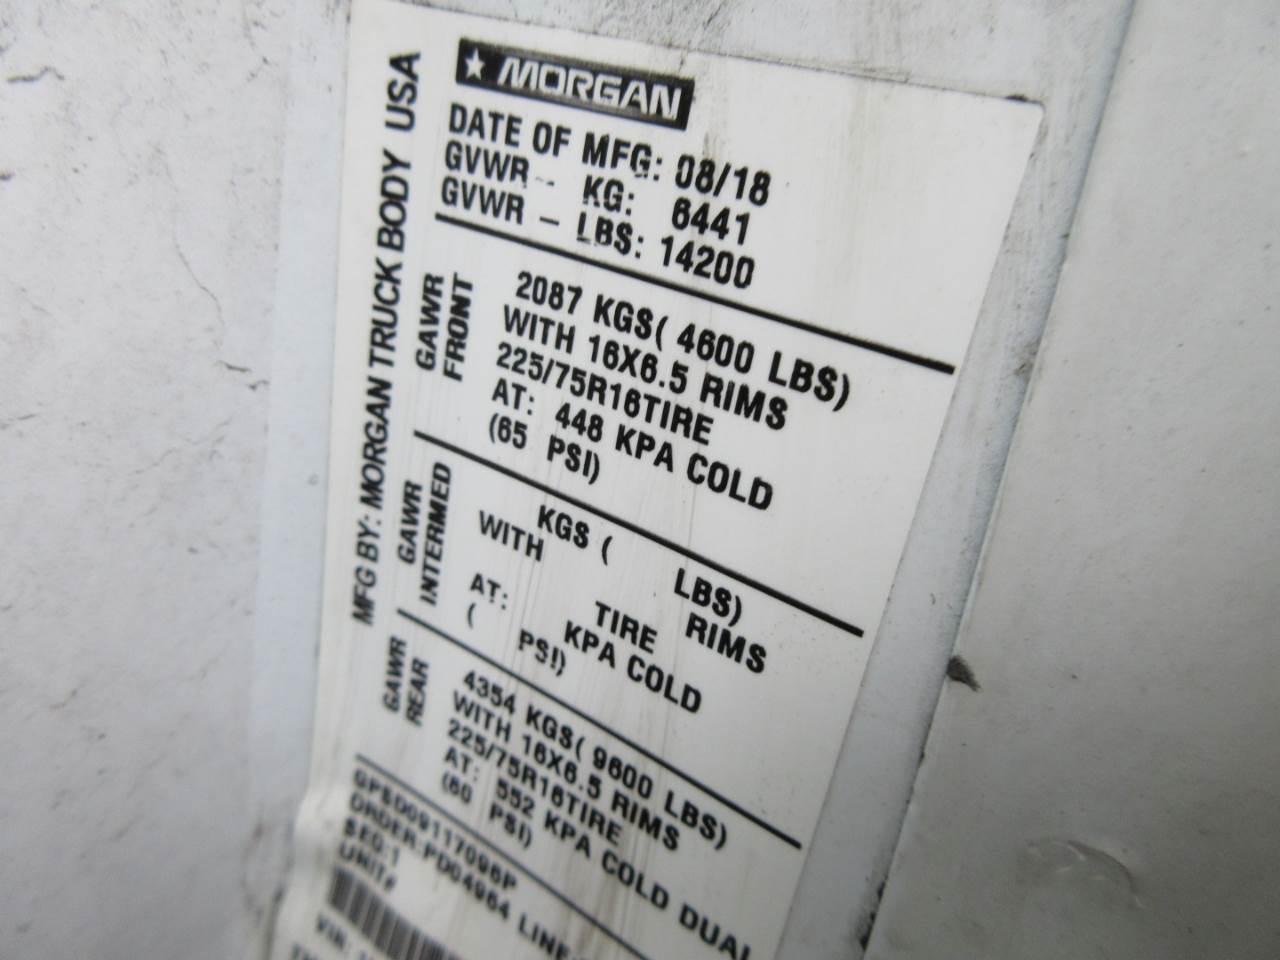 MORGAN
DATE OF MFG: 08/18
GVWR - KG: 6441
GVWR - LBS: 14200
MFG BY: MORGAN TRUCK BODY USA
GAWR
FRONT
2087 KGS( 4600 LBS)
WITH 16X6.5 RIMS
225/75R16TIRE
AT: 448 KPA COLD
(65 PSI)
GAWR
INTERMED
KGS ( LBS)
WITH RIMS
TIRE
AT: KPA COLD
( PSI)
GAWR
REAR
4354 KGS( 9600 LBS)
WITH 16X6.5 RIMS
225/75R16TIRE
AT: 552 KPA COLD DUAL
(80 PSI)
ORDER PD04964 LINE
SEQ:1
UNIT#
VIN: